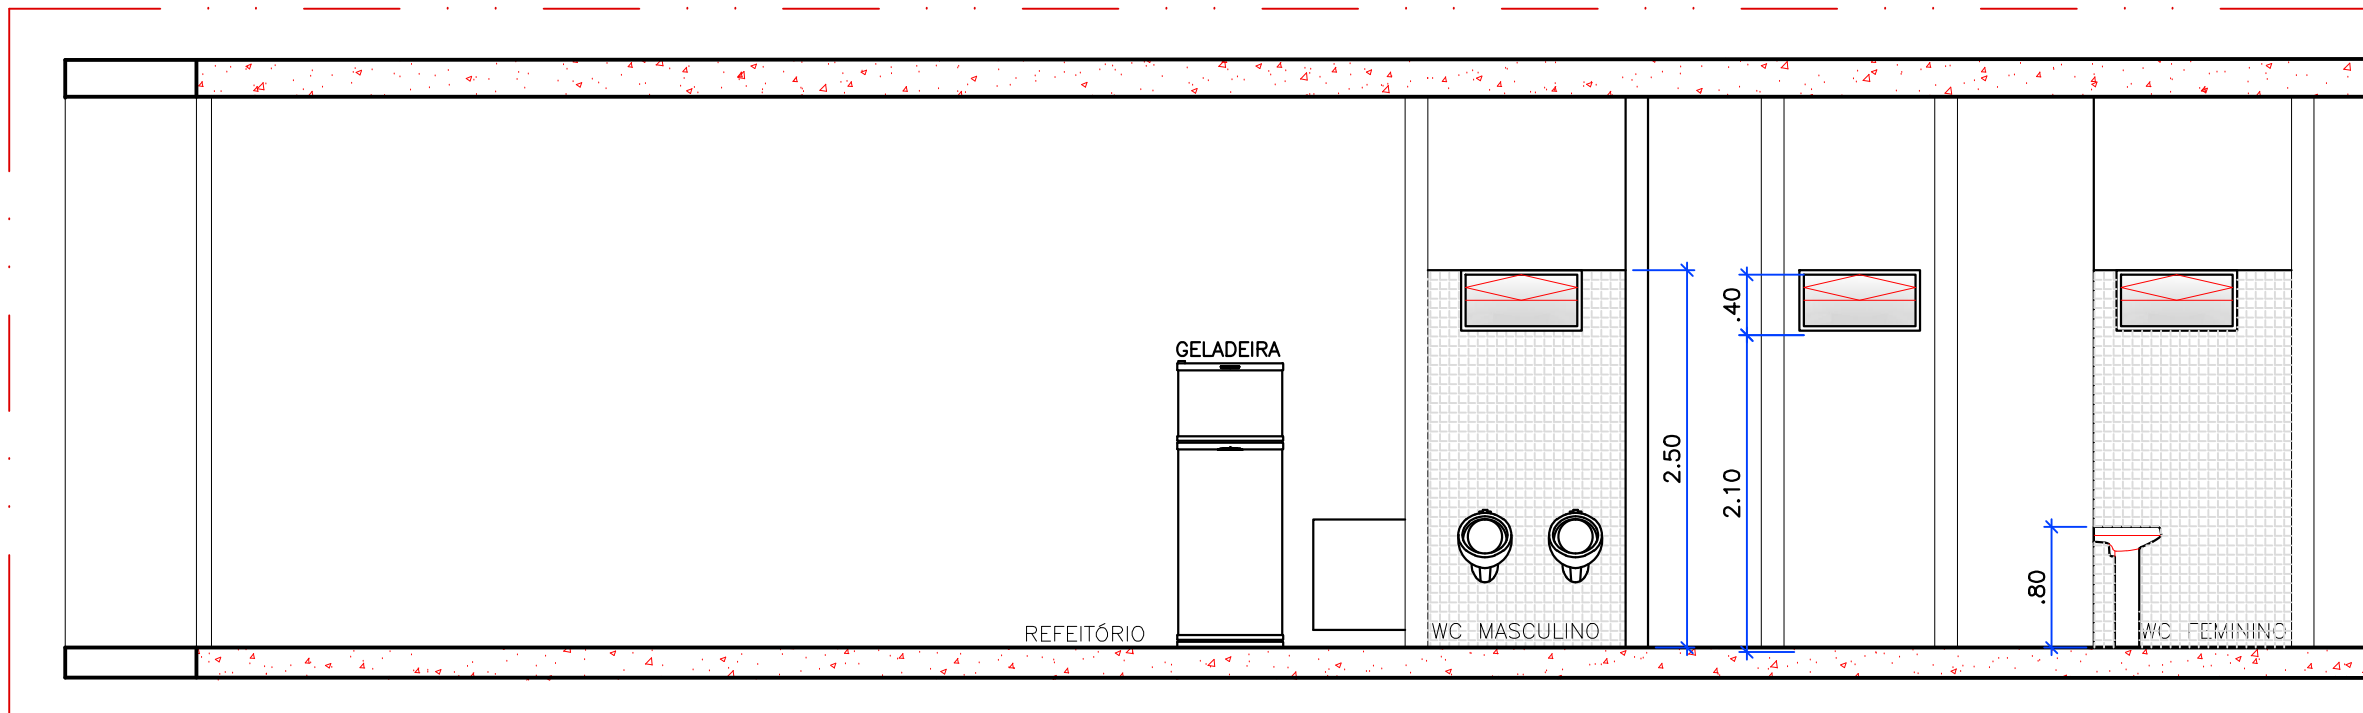 GELADEIRA
REFEITÓRIO
WC MASCULINO
2.50
.40
2.10
.80
WC FEMININO